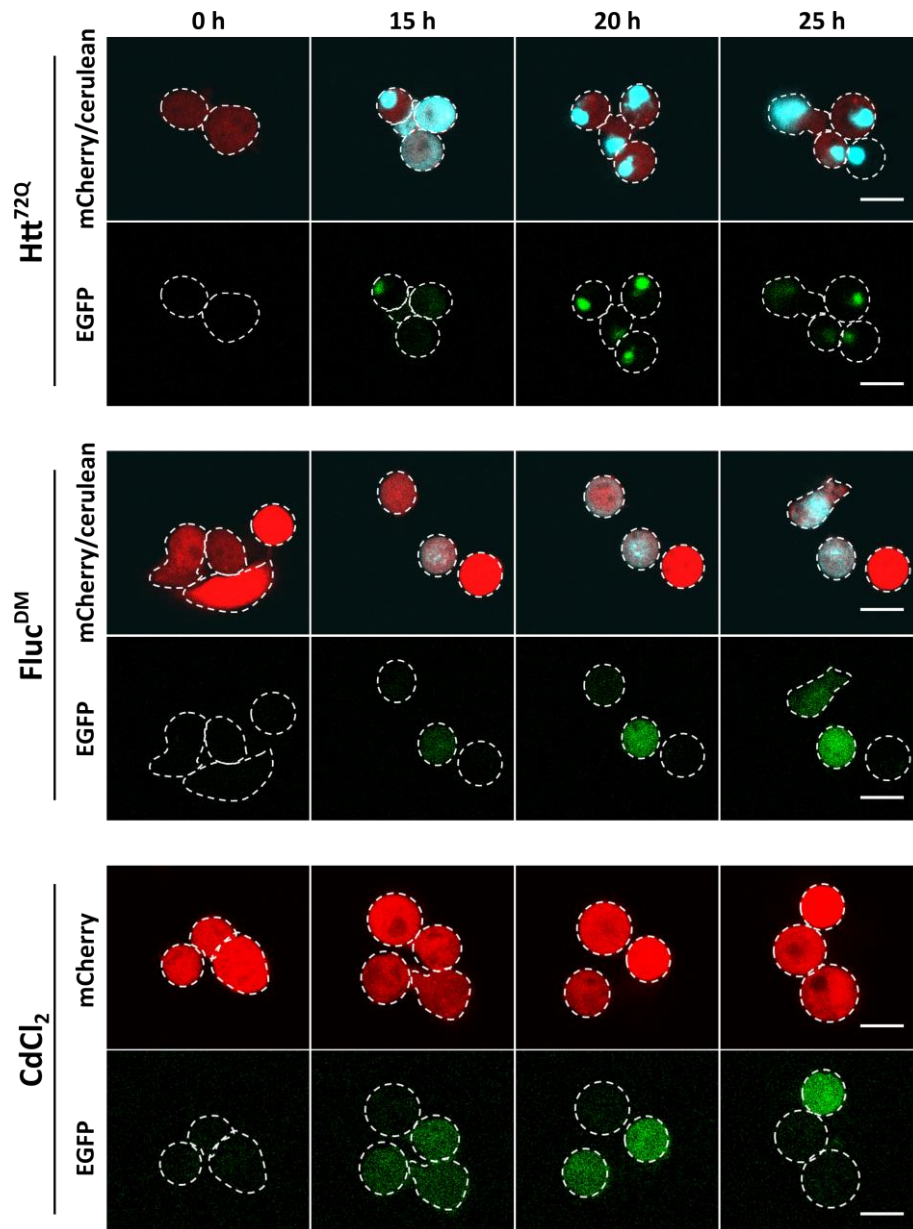 0 h 15 h 20 h 25 h
Htt72Q
mCherry/cerulean
EGFP
FlucDM
mCherry/cerulean
EGFP
CdCl2
mCherry
EGFP